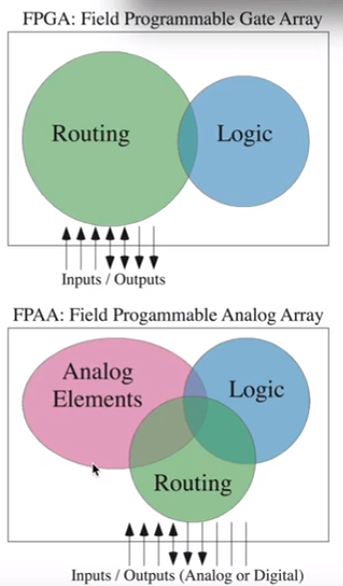 FPGA: Field Programmable Gate Array
Routing
Logic
Inputs / Outputs
FPAA: Field Progammable Analog Array
Analog
Elements
Logic
Routing
Inputs / Outputs (Analog or Digital)